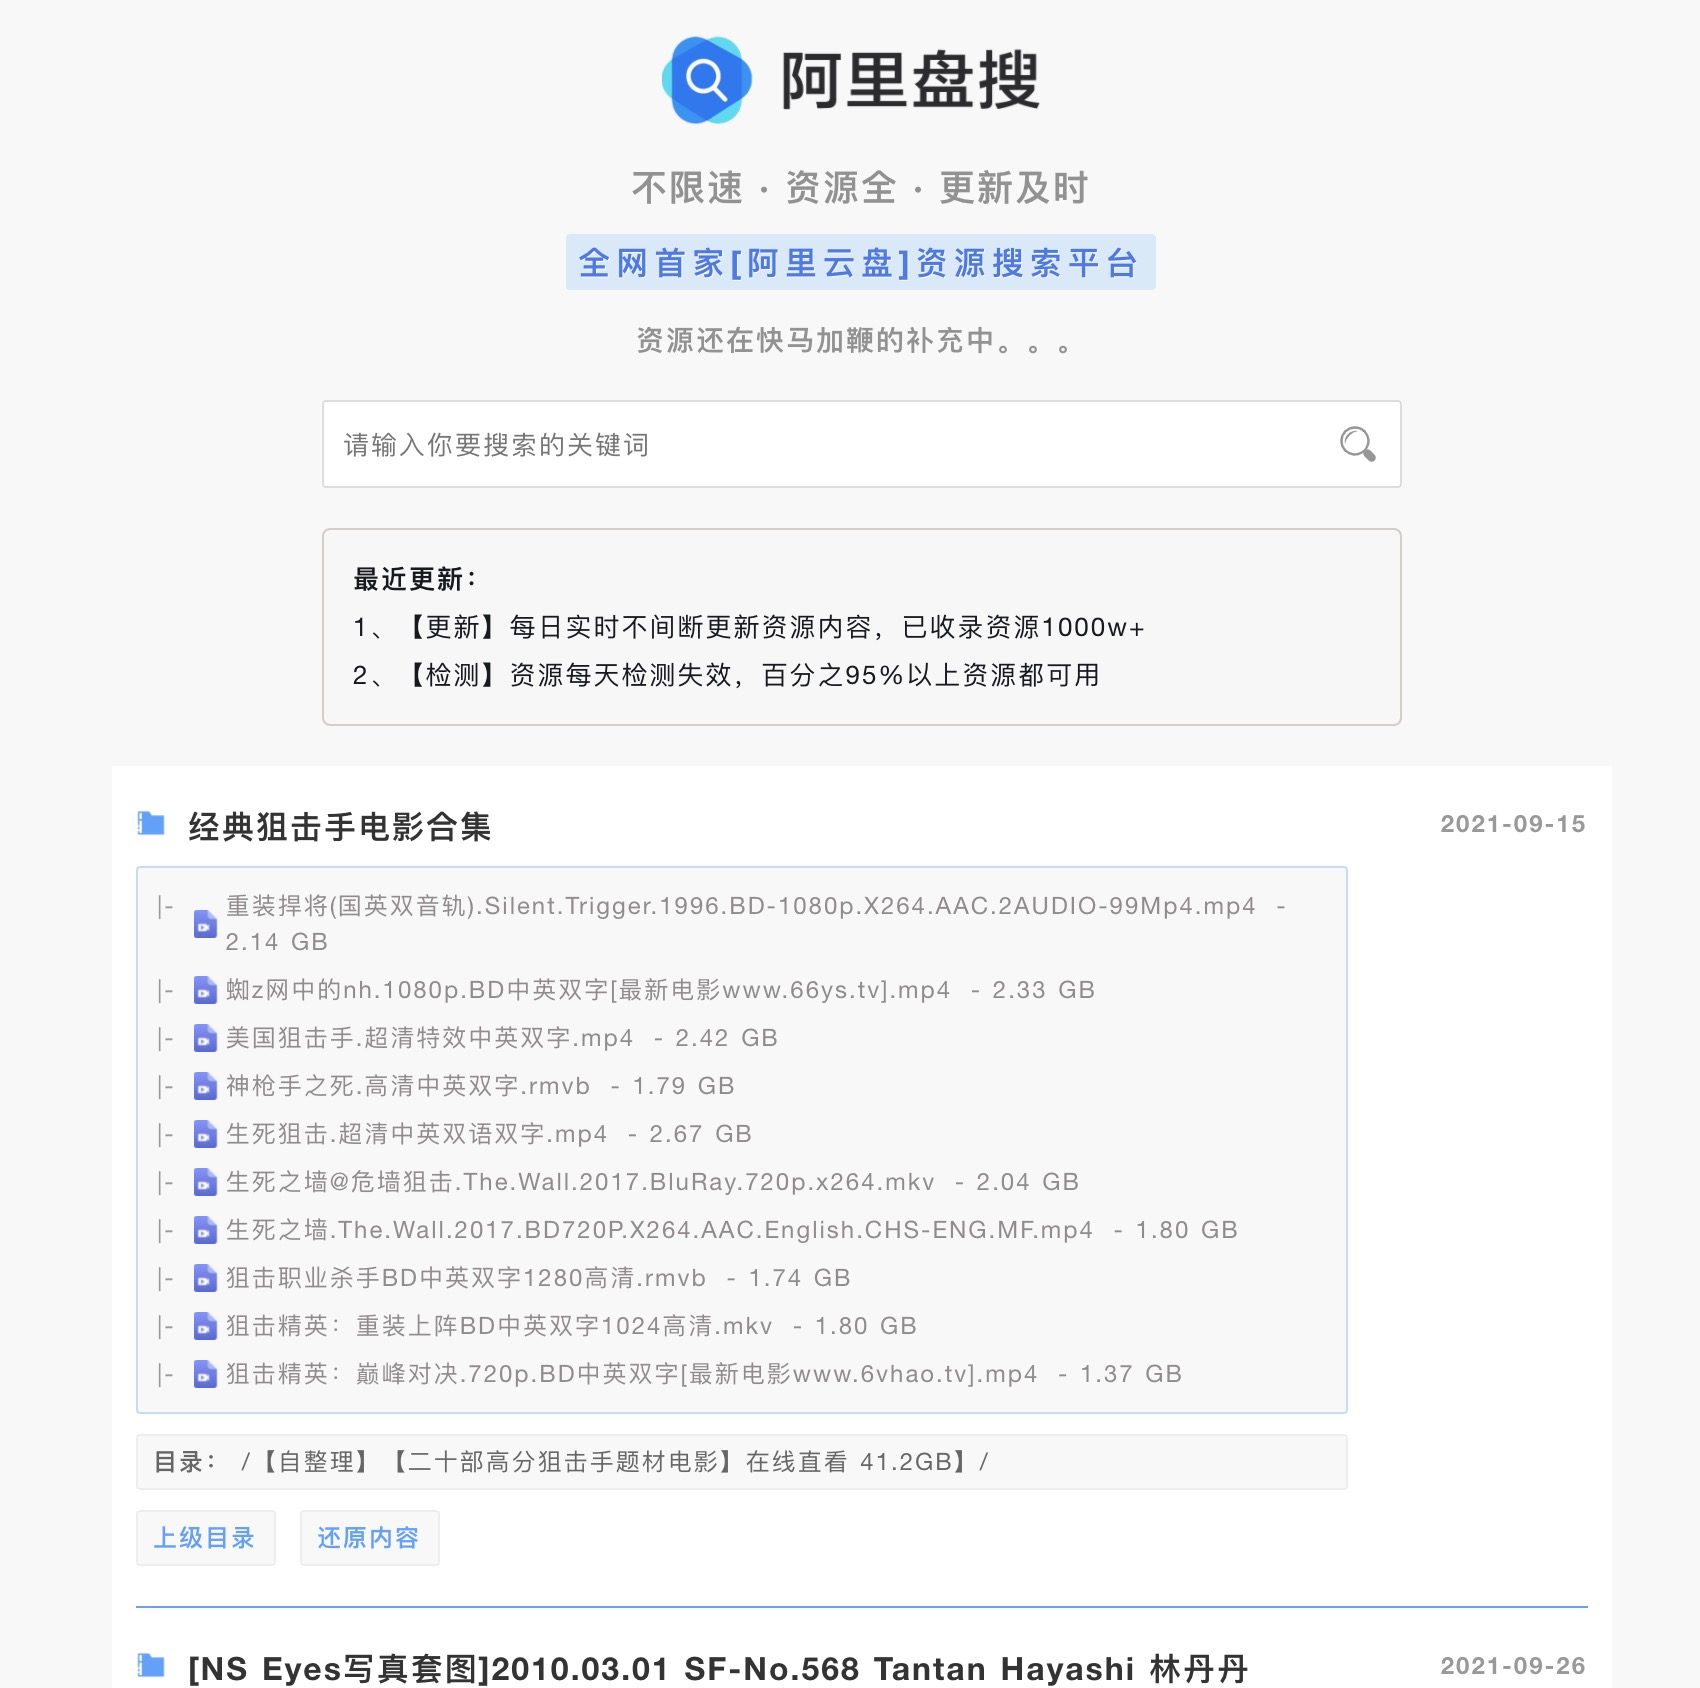 阿里盘搜
不限速 · 资源全 · 更新及时
全网首家[阿里云盘]资源搜索平台
资源还在快马加鞭的补充中。。。
请输入你要搜索的关键词
最近更新：
1、【更新】每日实时不间断更新资源内容，已收录资源1000w+
2、【检测】资源每天检测失效，百分之95%以上资源都可用
经典狙击手电影合集 2021-09-15
|- 重装捍将(国英双音轨).Silent.Trigger.1996.BD-1080p.X264.AAC.2AUDIO-99Mp4.mp4 -
2.14 GB
|- 蜘z网中的nh.1080p.BD中英双字[最新电影www.66ys.tv].mp4 - 2.33 GB
|- 美国狙击手.超清特效中英双字.mp4 - 2.42 GB
|- 神枪手之死.高清中英双字.rmvb - 1.79 GB
|- 生死狙击.超清中英双语双字.mp4 - 2.67 GB
|- 生死之墙@危墙狙击.The.Wall.2017.BluRay.720p.x264.mkv - 2.04 GB
|- 生死之墙.The.Wall.2017.BD720P.X264.AAC.English.CHS-ENG.MF.mp4 - 1.80 GB
|- 狙击职业杀手BD中英双字1280高清.rmvb - 1.74 GB
|- 狙击精英：重装上阵BD中英双字1024高清.mkv - 1.80 GB
|- 狙击精英：巅峰对决.720p.BD中英双字[最新电影www.6vhao.tv].mp4 - 1.37 GB
目录： /【自整理】【二十部高分狙击手题材电影】在线直看 41.2GB】/
上级目录 还原内容
[NS Eyes写真套图]2010.03.01 SF-No.568 Tantan Hayashi 林丹丹 2021-09-26